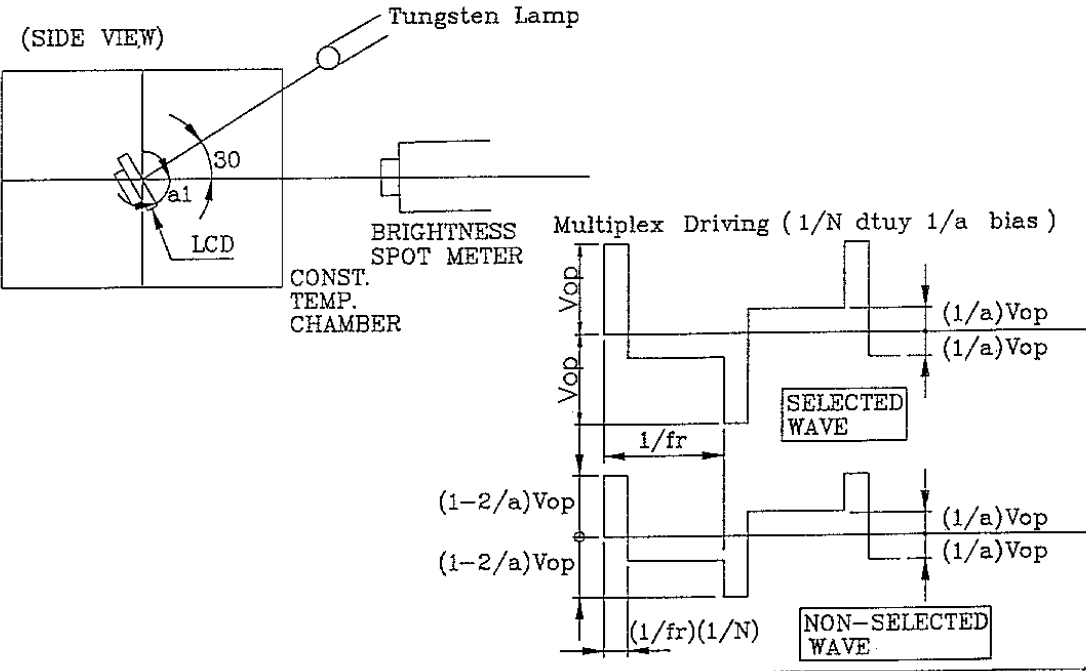 Tungsten Lamp
(SIDE VIEW)
30
a1
LCD
BRIGHTNESS
SPOT METER
CONST.
TEMP.
CHAMBER
Multiplex Driving ( 1/N dtuy 1/a bias )
Vop
(1/a)Vop
(1/a)Vop
Vop
SELECTED
WAVE
1/fr
(1-2/a)Vop
(1/a)Vop
(1/a)Vop
(1-2/a)Vop
(1/fr)(1/N)
NON-SELECTED
WAVE